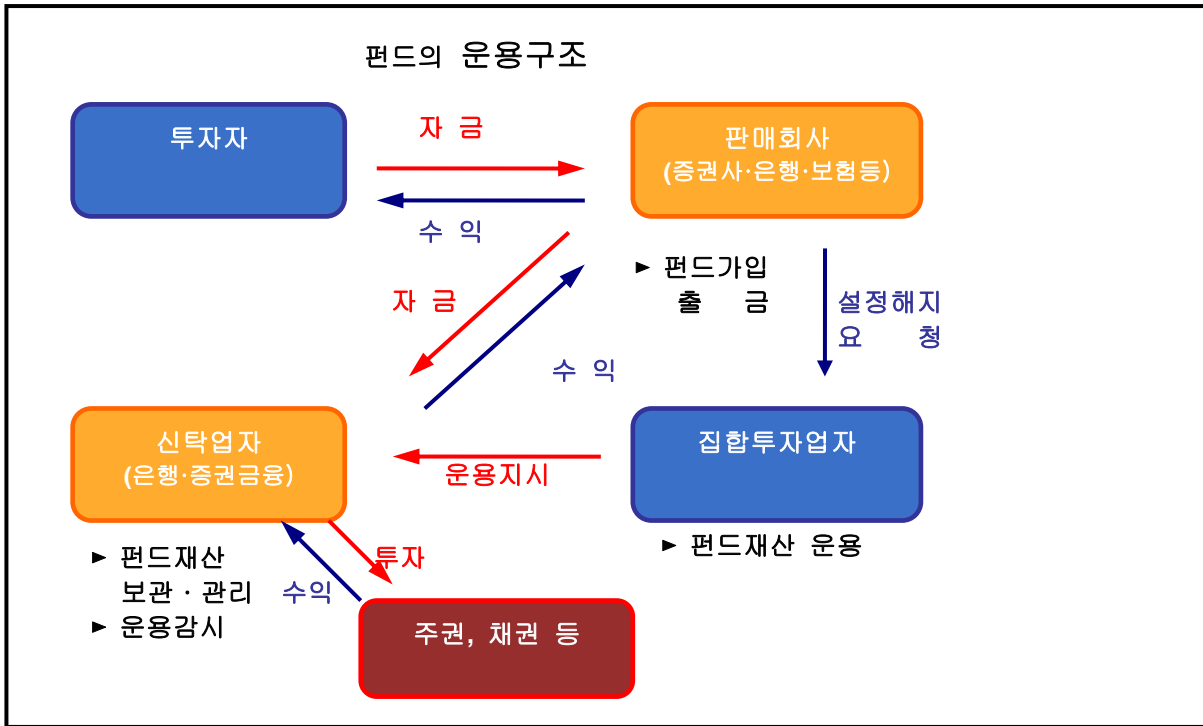 펀드의 운용구조
투자자
자 금
판매회사
(증권사·은행·보험등)
수 익
► 펀드가입
출 금
자 금
설정해지
요 청
수 익
신탁업자
(은행·증권금융)
집합투자업자
운용지시
► 펀드재산 운용
► 펀드재산
보관 · 관리
► 운용감시
투자
수익
주권, 채권 등